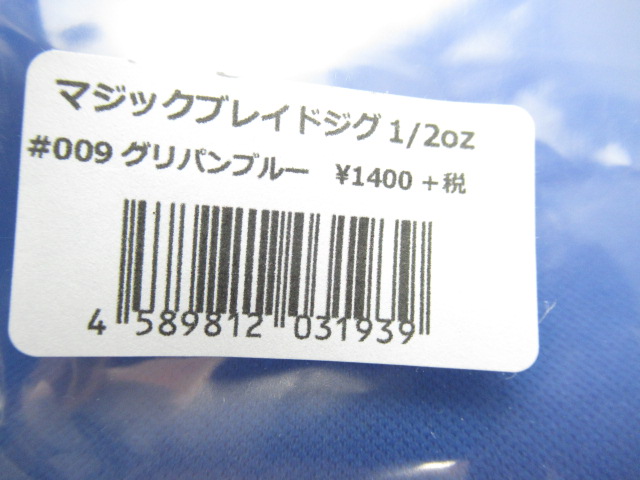 マジックブレイドジグ 1/2oz
#009 グリパンブルー ¥1400 +税
4 589812 031939